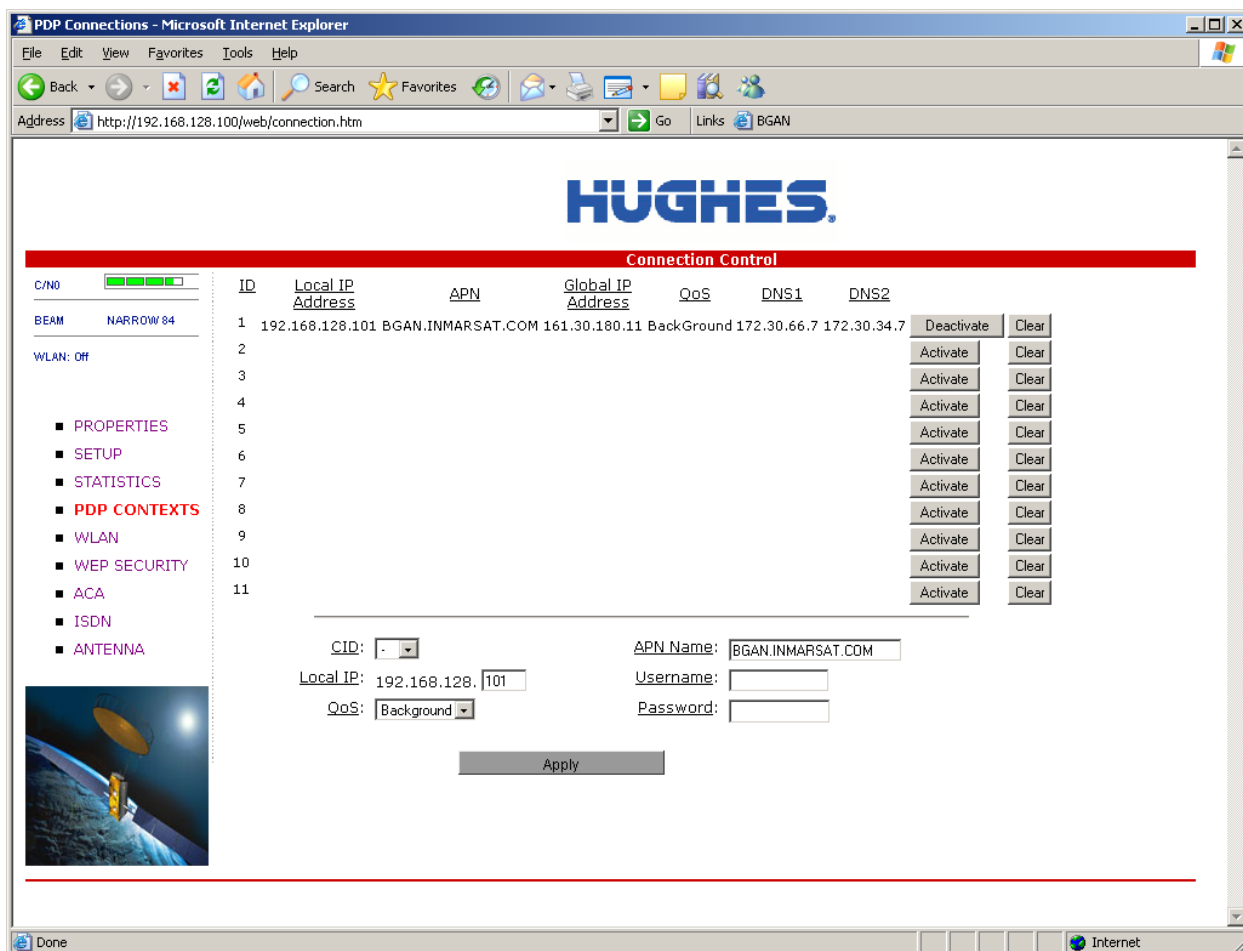 PDP Connections - Microsoft Internet Explorer
File Edit View Favorites Tools Help
Back Search Favorites
Address http://192.168.128.100/web/connection.htm Go Links BGAN
HUGHES®
Connection Control
C/N0
BEAM NARROW 84
WLAN: Off
PROPERTIES
SETUP
STATISTICS
PDP CONTEXTS
WLAN
WEP SECURITY
ACA
ISDN
ANTENNA
ID Local IP Address APN Global IP Address QoS DNS1 DNS2
1 192.168.128.101 BGAN.INMARSAT.COM 161.30.180.11 BackGround 172.30.66.7 172.30.34.7 Deactivate Clear
2 Activate Clear
3 Activate Clear
4 Activate Clear
5 Activate Clear
6 Activate Clear
7 Activate Clear
8 Activate Clear
9 Activate Clear
10 Activate Clear
11 Activate Clear
CID: - APN Name: BGAN.INMARSAT.COM
Local IP: 192.168.128. 101 Username:
QoS: Background Password:
Apply
Done Internet